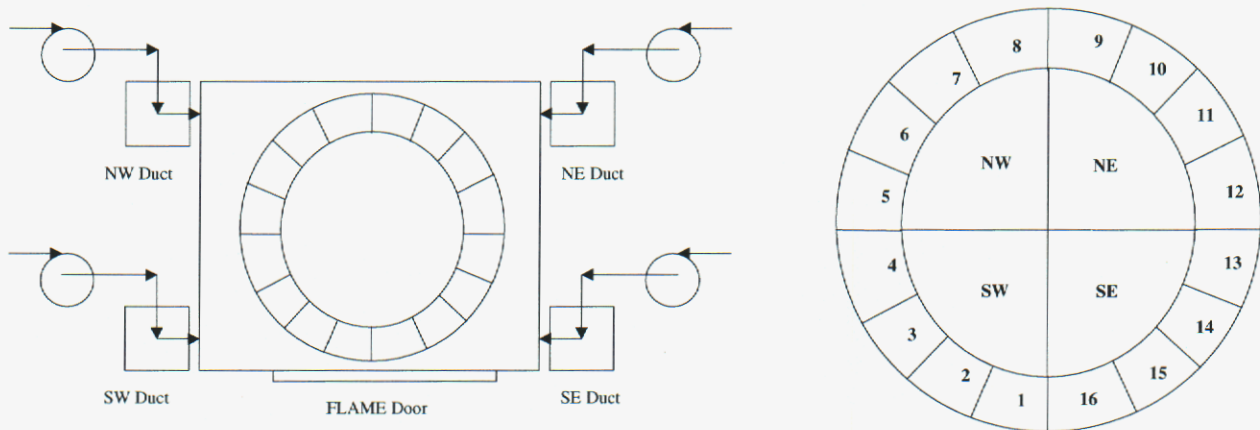 NW Duct
NE Duct
SW Duct
SE Duct
FLAME Door
8
9
7
10
6
11
5
12
NW
NE
4
13
SW
SE
3
14
2
15
1
16